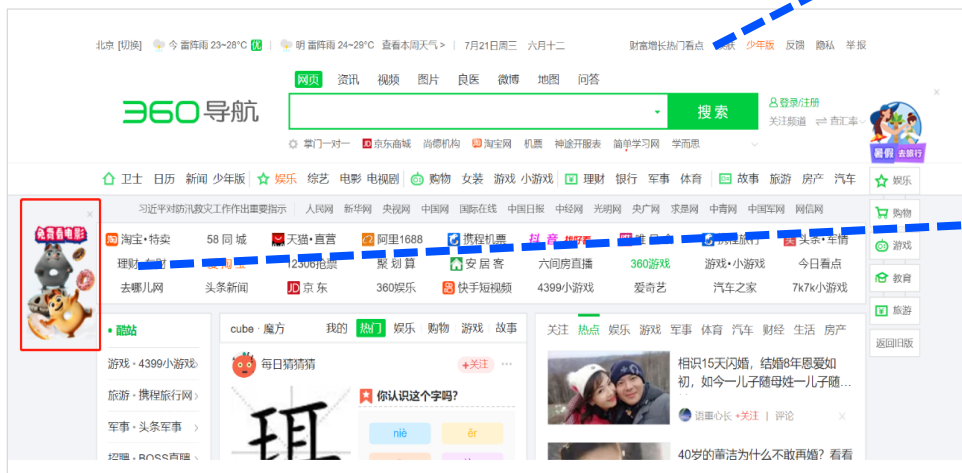 北京 [切换] 今 雷阵雨 23~28°C 优 明 雷阵雨 24~29°C 查看本周天气 > 7月21日周三 六月十二 财富增长热门看点 少年版 反馈 隐私 举报
网页 资讯 视频 图片 良医 微博 地图 问答
360导航
搜索
登录/注册
关注频道 查汇率
掌门一对一 京东商城 尚德机构 淘宝网 机票 神途开服表 简单学习网 学而思
暑假 去旅行
卫士 日历 新闻 少年版 娱乐 综艺 电影 电视剧 购物 女装 游戏 小游戏 理财 银行 军事 体育 故事 旅游 房产 汽车
娱乐
习近平对防汛救灾工作作出重要指示 人民网 新华网 央视网 中国网 国际在线 中国日报 中经网 光明网 央广网 求是网 中青网 中国军网 网信网
购物
免费看电影
淘宝•特卖 58 同 城 天猫•直营 阿里1688 携程机票 抖 音
游戏
理财 12306抢票 聚 划 算 安 居 客 六间房直播 360游戏 游戏•小游戏 今日看点
去哪儿网 头条新闻 京 东 360娱乐 快手短视频 4399小游戏 爱奇艺 汽车之家 7k7k小游戏
教育
旅游
返回旧版
• 酷站
cube · 魔方 我的 热门 娱乐 购物 游戏 故事
关注 热点 娱乐 游戏 军事 体育 汽车 财经 生活 房产
游戏 · 4399小游戏
旅游 · 携程旅行网 >
军事 · 头条军事 >
招聘 · BOSS直聘
每日猜猜猜 +关注 ···
你认识这个字吗?
珥
niè ěr
相识15天闪婚，结婚8年恩爱如
初，如今一儿子随母姓一儿子随…
语重心长 +关注 | 评论
40岁的董洁为什么不敢再婚？看看